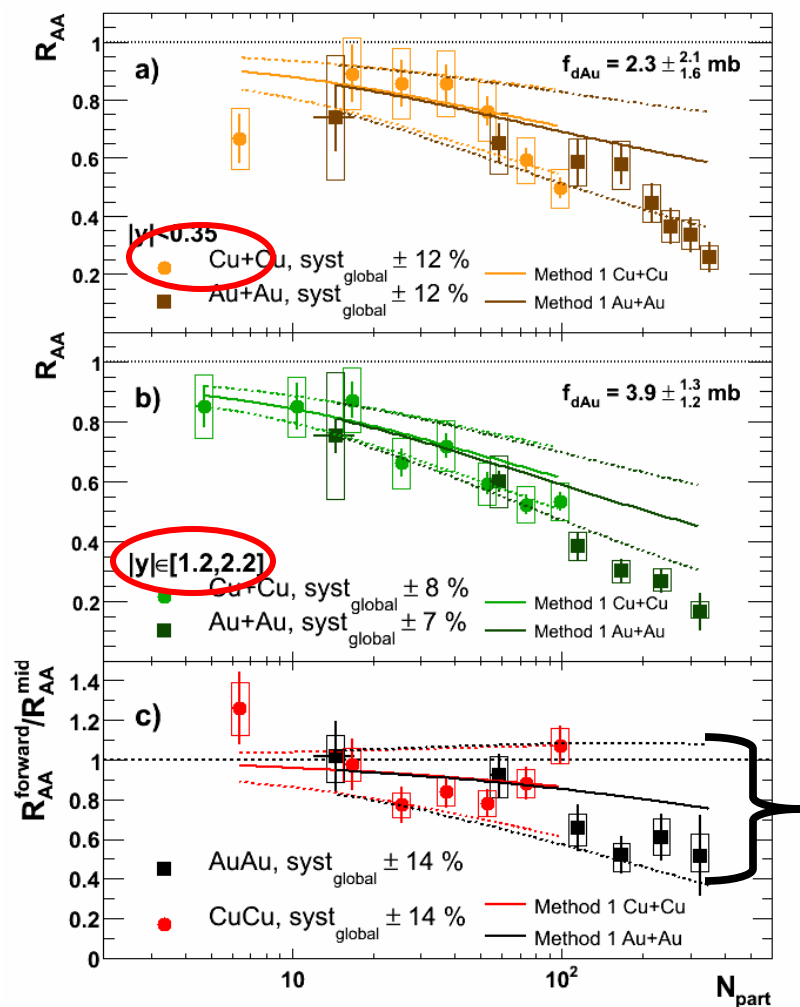 R_AA
1
a)
f_dAu = 2.3 ± 2.1 1.6 mb
0.8
0.6
0.4
|y|<0.35
Cu+Cu, syst_global ± 12 %
Method 1 Cu+Cu
0.2
Au+Au, syst_global ± 12 %
Method 1 Au+Au
R_AA
1
b)
f_dAu = 3.9 ± 1.3 1.2 mb
0.8
0.6
0.4
|y|∈[1.2,2.2]
Cu+Cu, syst_global ± 8 %
Method 1 Cu+Cu
0.2
Au+Au, syst_global ± 7 %
Method 1 Au+Au
R_AA^forward/R_AA^mid
1.4
c)
1.2
1
0.8
0.6
AuAu, syst_global ± 14 %
0.4
CuCu, syst_global ± 14 %
Method 1 Cu+Cu
0.2
Method 1 Au+Au
0
10
10²
N_part